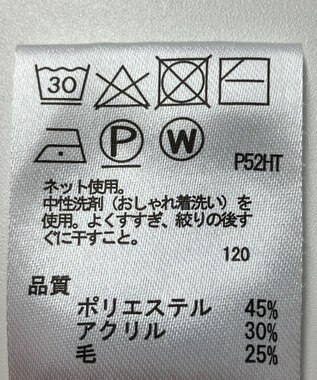 30
P W
P52HT
ネット使用。
中性洗剤（おしゃれ着洗い）を
使用。よくすすぎ、絞りの後す
ぐに干すこと。
120
品質
ポリエステル 45%
アクリル 30%
毛 25%